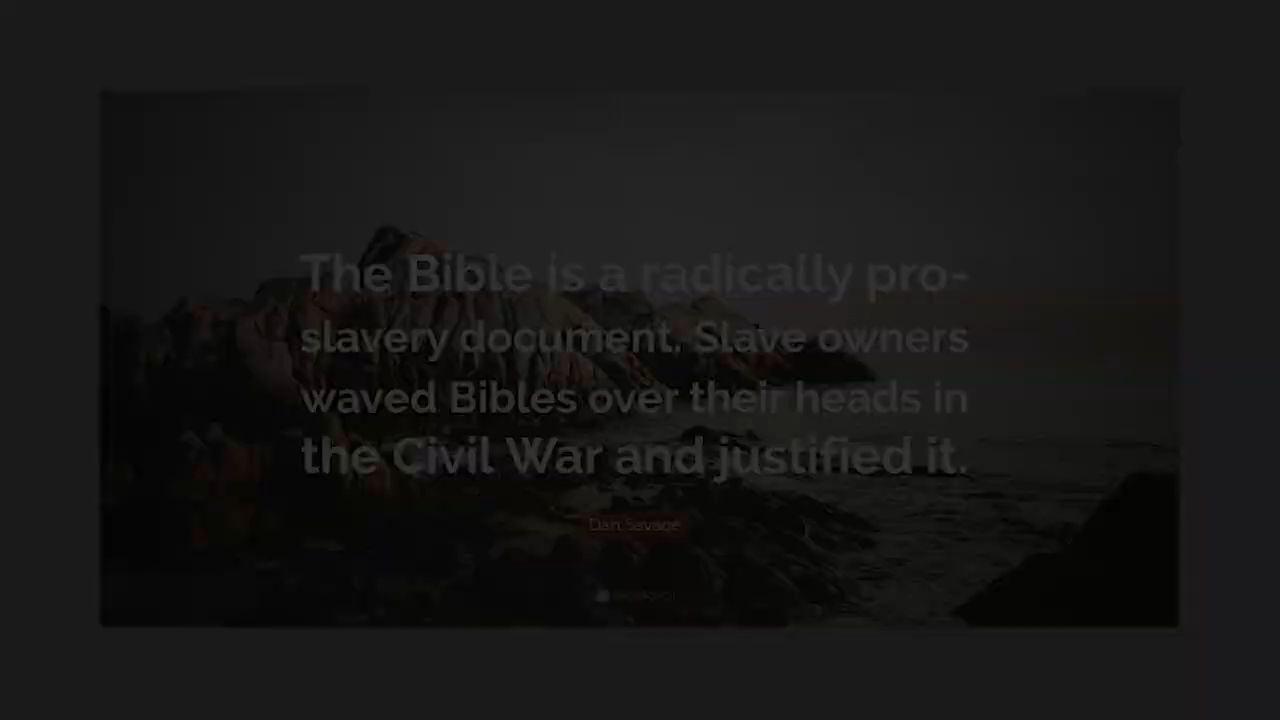 The Bible is a radically pro-
slavery document. Slave owners
waved Bibles over their heads in
the Civil War and justified it.
Dan Savage